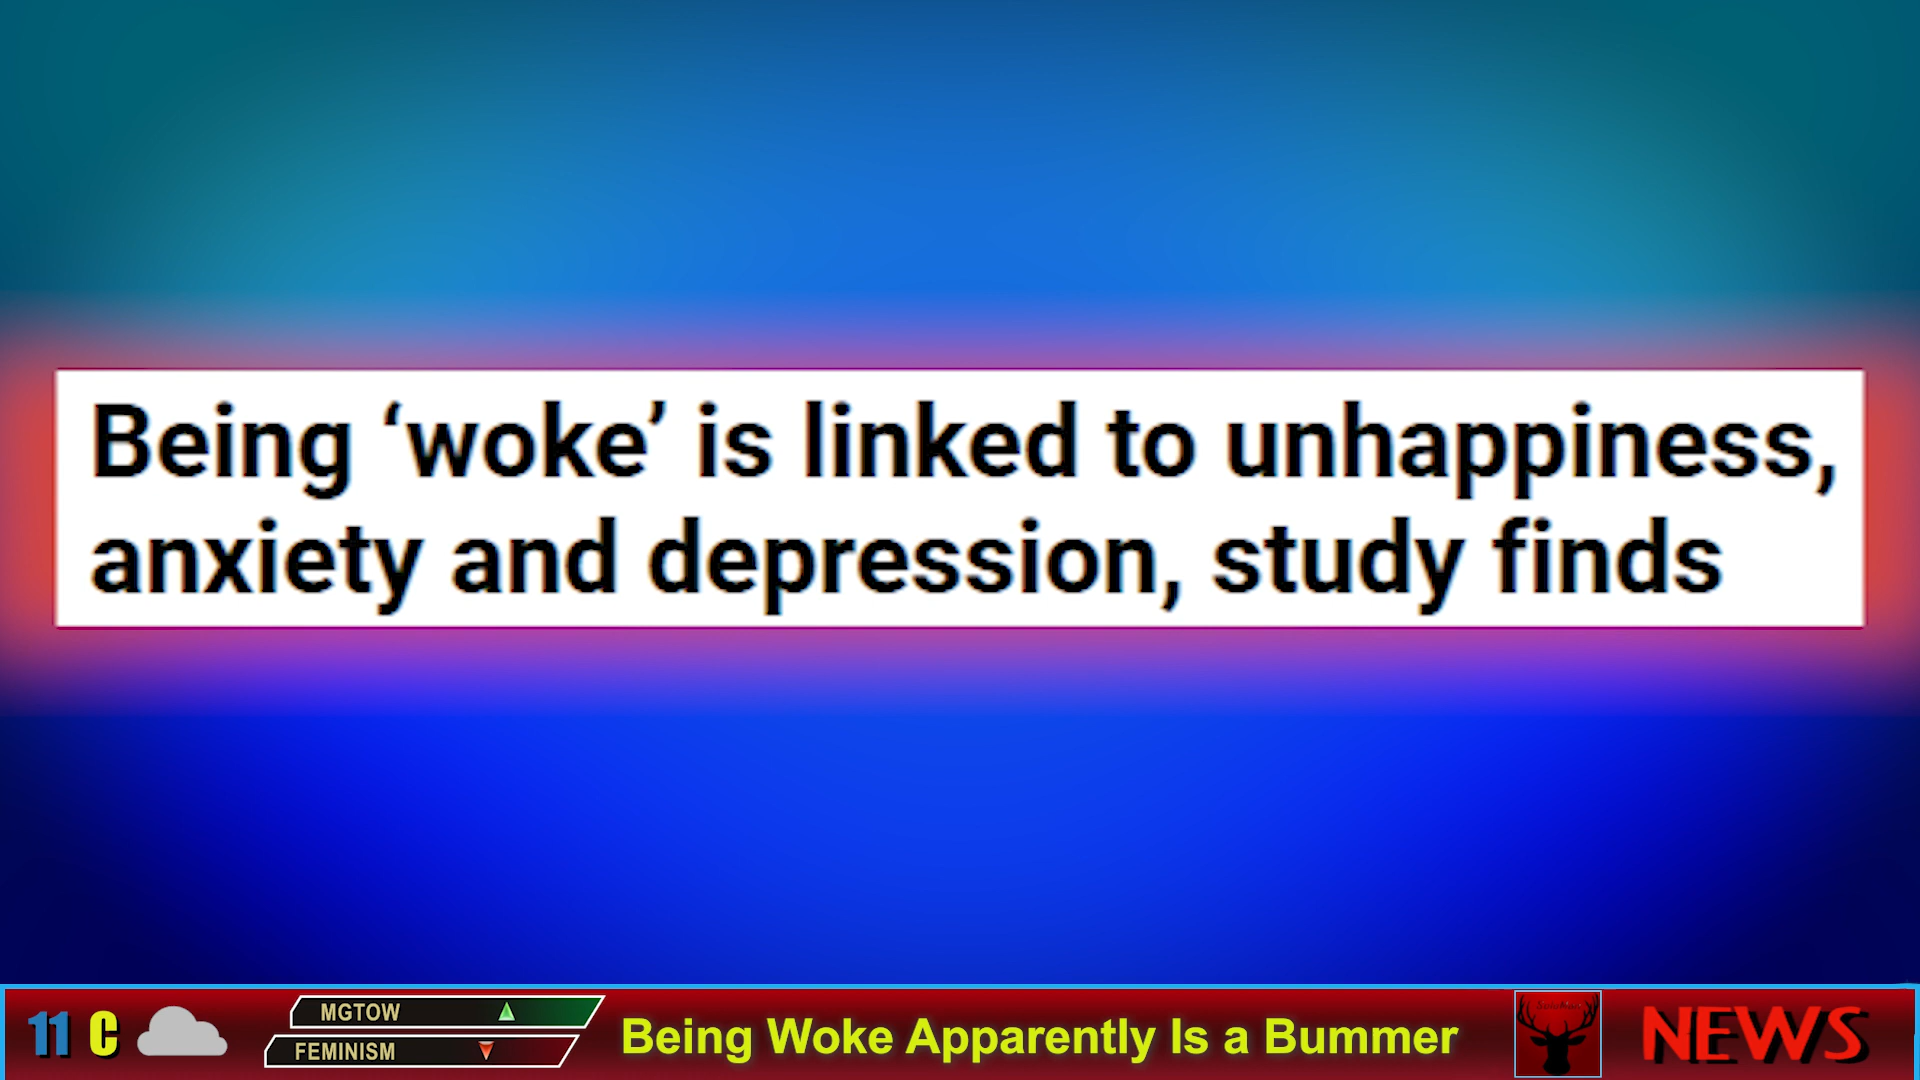 Being ‘woke’ is linked to unhappiness,
anxiety and depression, study finds
11 C
MGTOW
FEMINISM
Being Woke Apparently Is a Bummer
NEWS